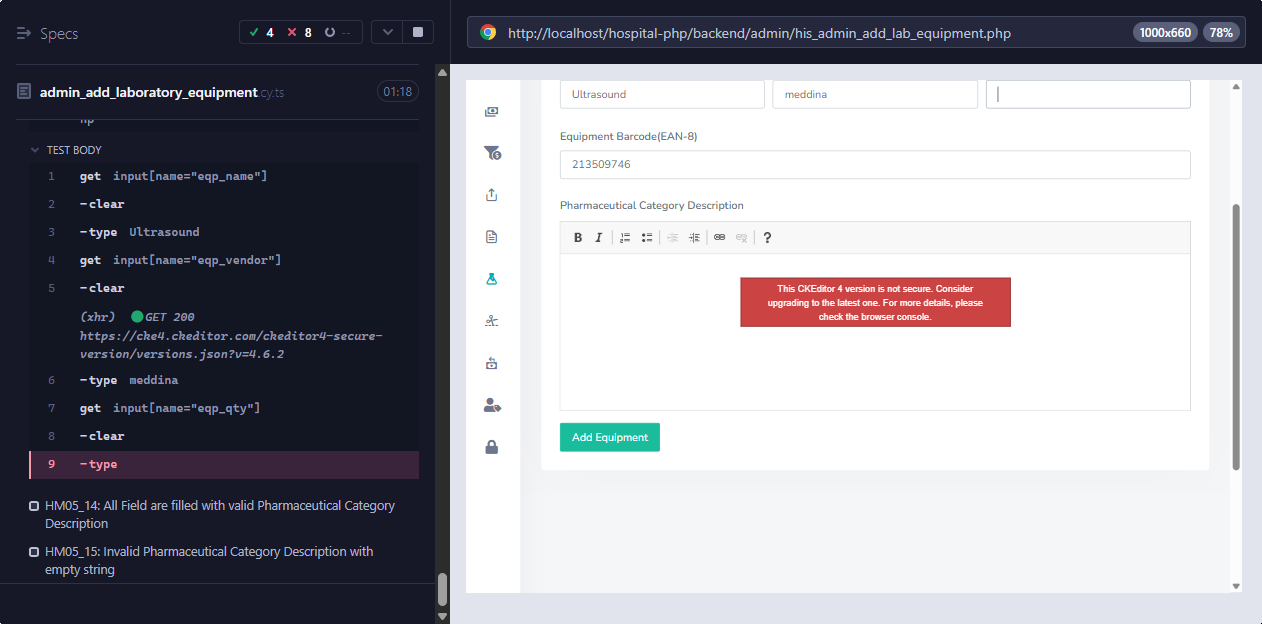 Specs
4
8
--
http://localhost/hospital-php/backend/admin/his_admin_add_lab_equipment.php
1000x660
78%
admin_add_laboratory_equipment.cy.ts
01:18
TEST BODY
1 get input[name="eqp_name"]
2 -clear
3 -type Ultrasound
4 get input[name="eqp_vendor"]
5 -clear
(xhr) GET 200
https://cke4.ckeditor.com/ckeditor4-secure-
version/versions.json?v=4.6.2
6 -type meddina
7 get input[name="eqp_qty"]
8 -clear
9 -type
HM05_14: All Field are filled with valid Pharmaceutical Category
Description
HM05_15: Invalid Pharmaceutical Category Description with
empty string
Ultrasound
meddina
Equipment Barcode(EAN-8)
213509746
Pharmaceutical Category Description
B I ?
This CKEditor 4 version is not secure. Consider
upgrading to the latest one. For more details, please
check the browser console.
Add Equipment